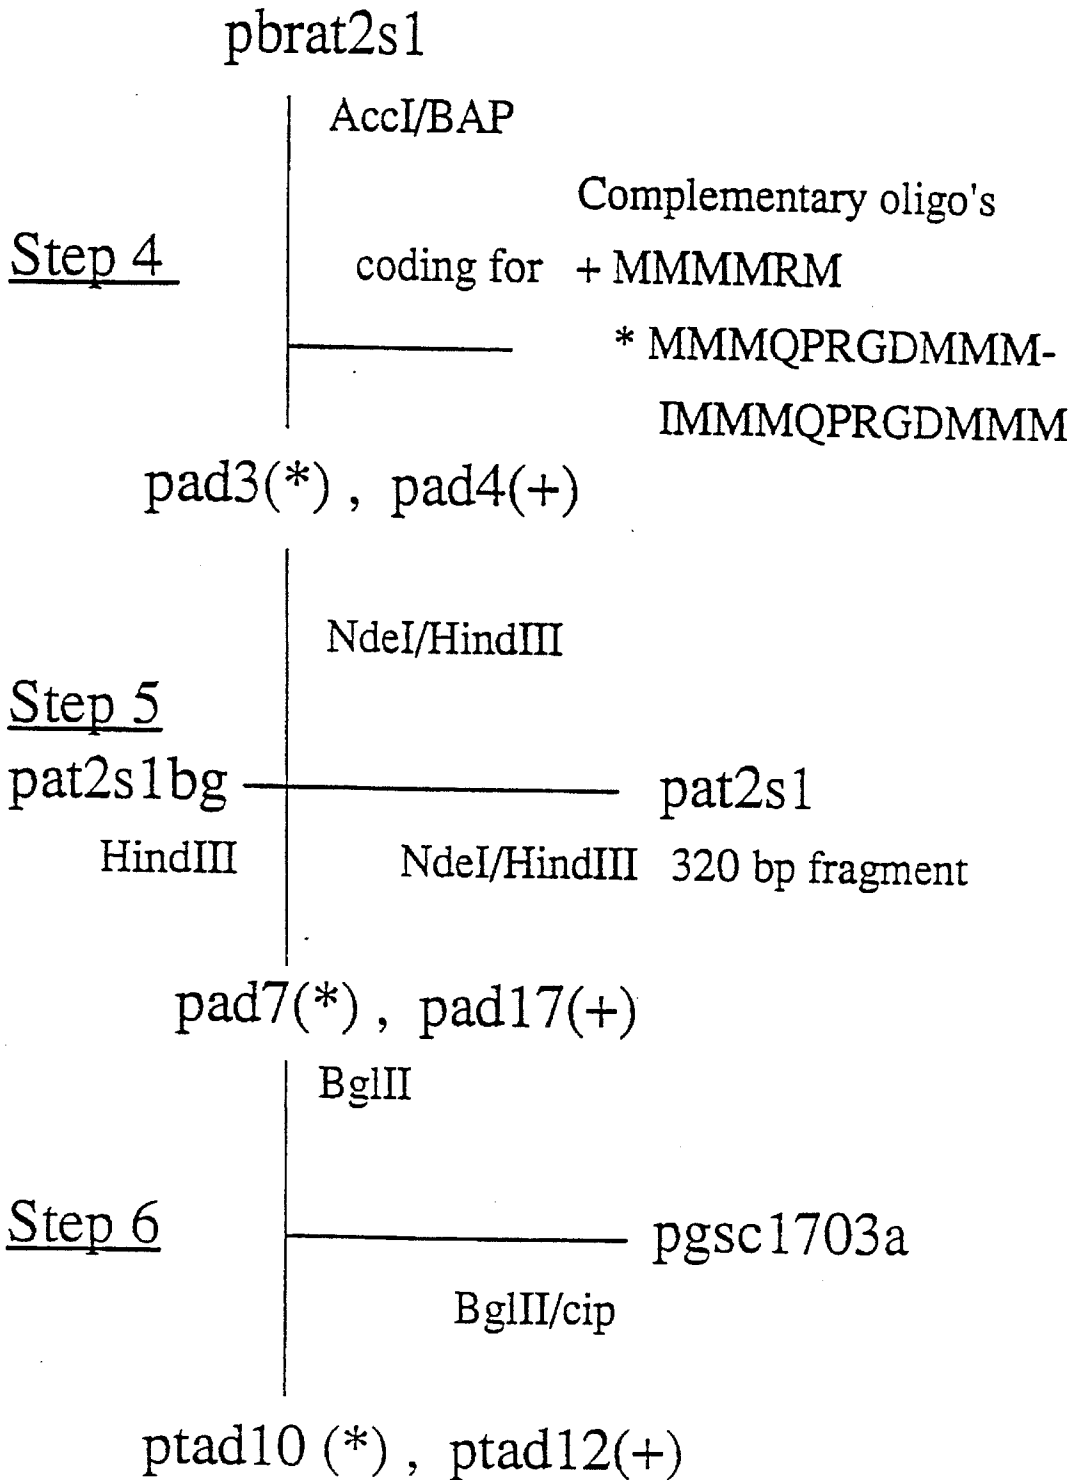 pbrat2s1
AccI/BAP
Complementary oligo's
Step 4
coding for + MMMMRM
* MMMQPRGDMMM-
IMMMQPRGDMMM
pad3(*) , pad4(+)
NdeI/HindIII
Step 5
pat2s1bg
pat2s1
HindIII
NdeI/HindIII 320 bp fragment
pad7(*) , pad17(+)
BglII
Step 6
pgsc1703a
BglII/cip
ptad10 (*) , ptad12(+)